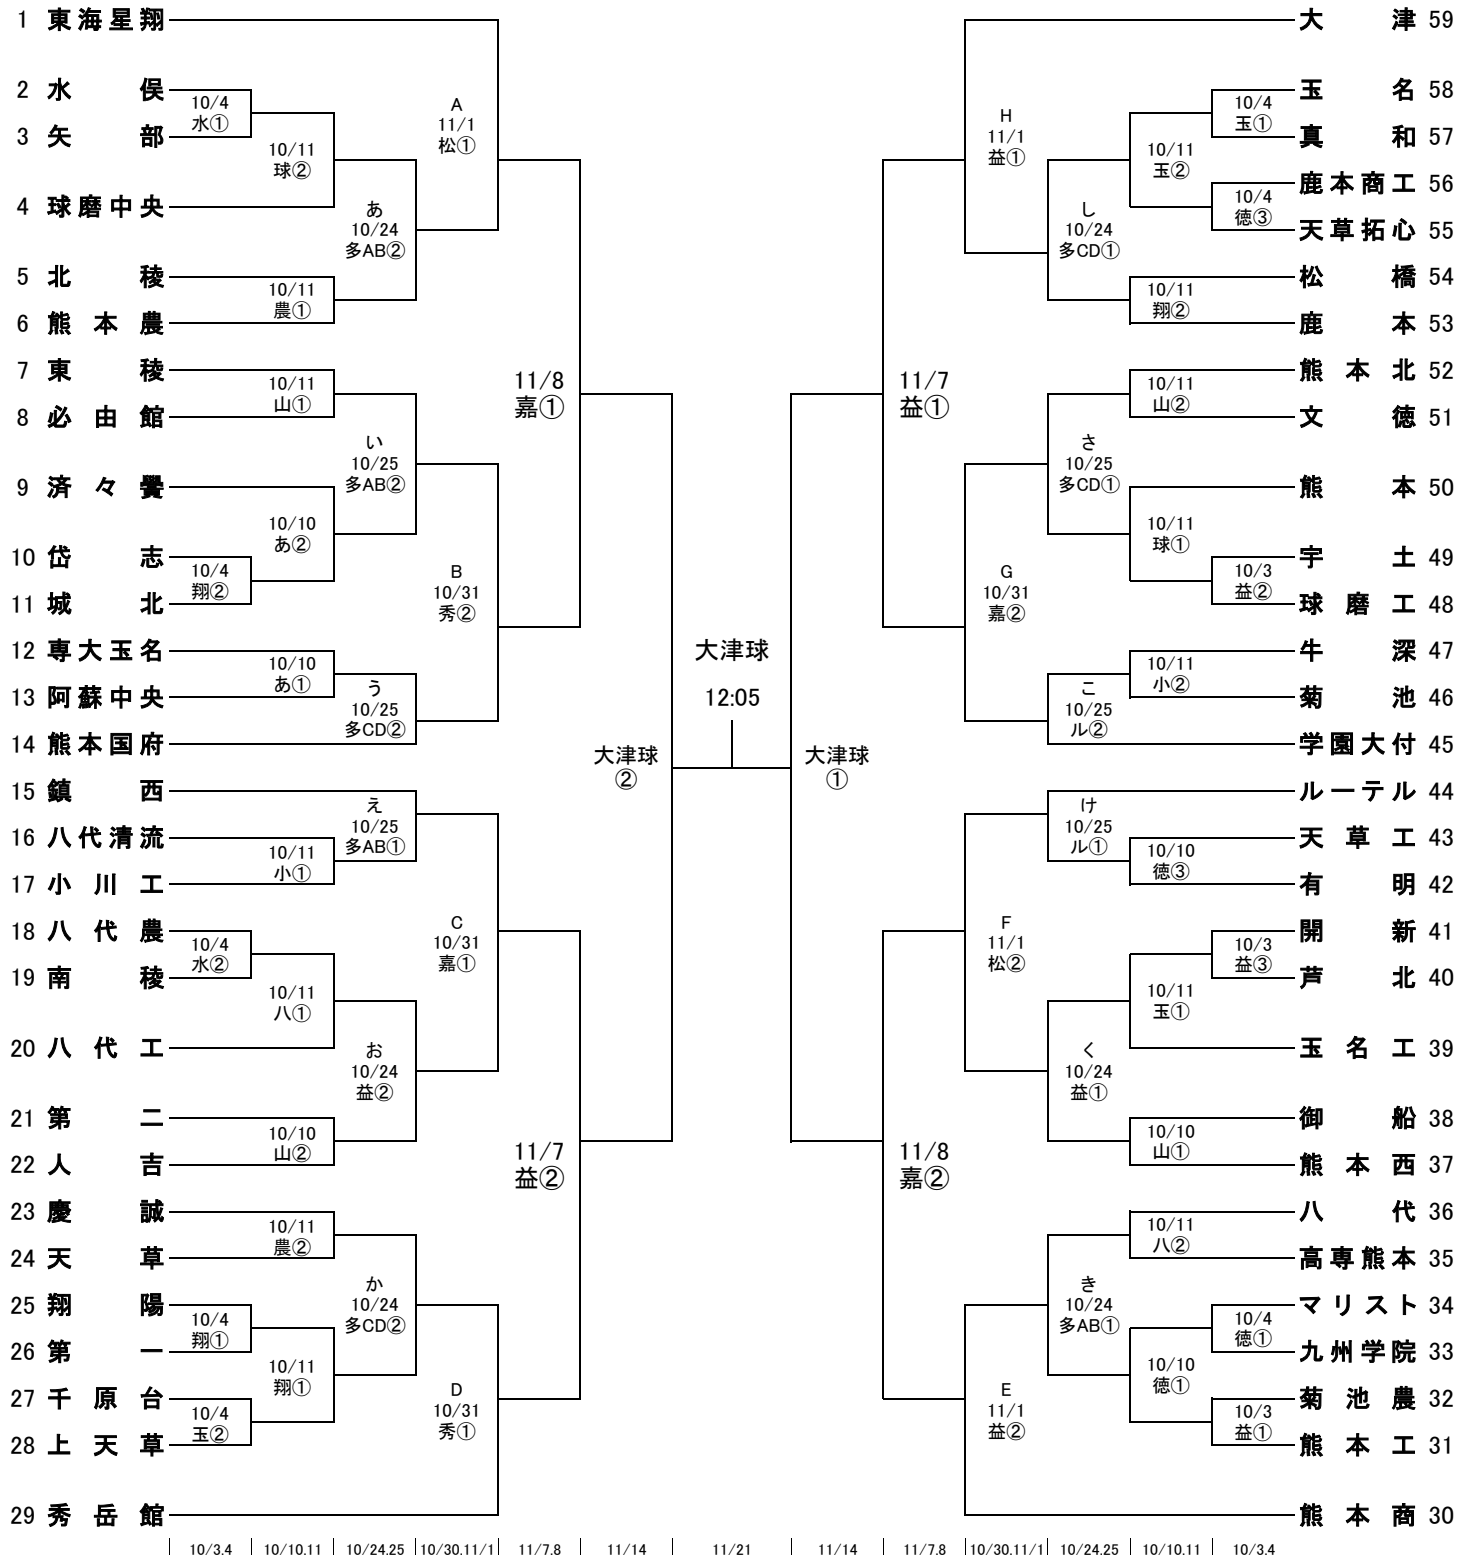 1 東海星翔
2 水俣
3 矢部
4 球磨中央
5 北稜
6 熊本農
7 東稜
8 必由館
9 済々黌
10 岱志
11 城北
12 専大玉名
13 阿蘇中央
14 熊本国府
15 鎮西
16 八代清流
17 小川工
18 八代農
19 南稜
20 八代工
21 第二
22 人吉
23 慶誠
24 天草
25 翔陽
26 第一
27 千原台
28 上天草
29 秀岳館
10/4
水①
10/4
翔②
10/4
水②
10/4
翔①
10/4
玉②
10/11
球②
10/11
農①
10/11
山①
10/10
あ②
10/10
あ①
10/11
小①
10/11
八①
10/10
山②
10/11
農②
10/11
翔①
あ
10/24
多AB②
い
10/25
多AB②
う
10/25
多CD②
え
10/25
多AB①
お
10/24
益②
か
10/24
多CD②
A
11/1
松①
B
10/31
秀②
C
10/31
嘉①
D
10/31
秀①
11/8
嘉①
11/7
益②
大津球
②
大津球
12:05
大津球
①
11/7
益①
11/8
嘉②
H
11/1
益①
G
10/31
嘉②
F
11/1
松②
E
11/1
益②
し
10/24
多CD①
さ
10/25
多CD①
こ
10/25
ル②
け
10/25
ル①
く
10/24
益①
き
10/24
多AB①
10/11
玉②
10/11
翔②
10/11
山②
10/11
球①
10/11
小②
10/10
徳③
10/11
玉①
10/10
山①
10/11
八②
10/10
徳①
10/4
玉①
10/4
徳③
10/3
益②
10/3
益③
10/4
徳①
10/3
益①
大津 59
玉名 58
真和 57
鹿本商工 56
天草拓心 55
松橋 54
鹿本 53
熊本北 52
文徳 51
熊本 50
宇土 49
球磨工 48
牛深 47
菊池 46
学園大付 45
ルーテル 44
天草工 43
有明 42
開新 41
芦北 40
玉名工 39
御船 38
熊本西 37
八代 36
高専熊本 35
マリスト 34
九州学院 33
菊池農 32
熊本工 31
熊本商 30
10/3.4 10/10.11 10/24.25 10/30.11/1 11/7.8 11/14 11/21 11/14 11/7.8 10/30.11/1 10/24.25 10/10.11 10/3.4